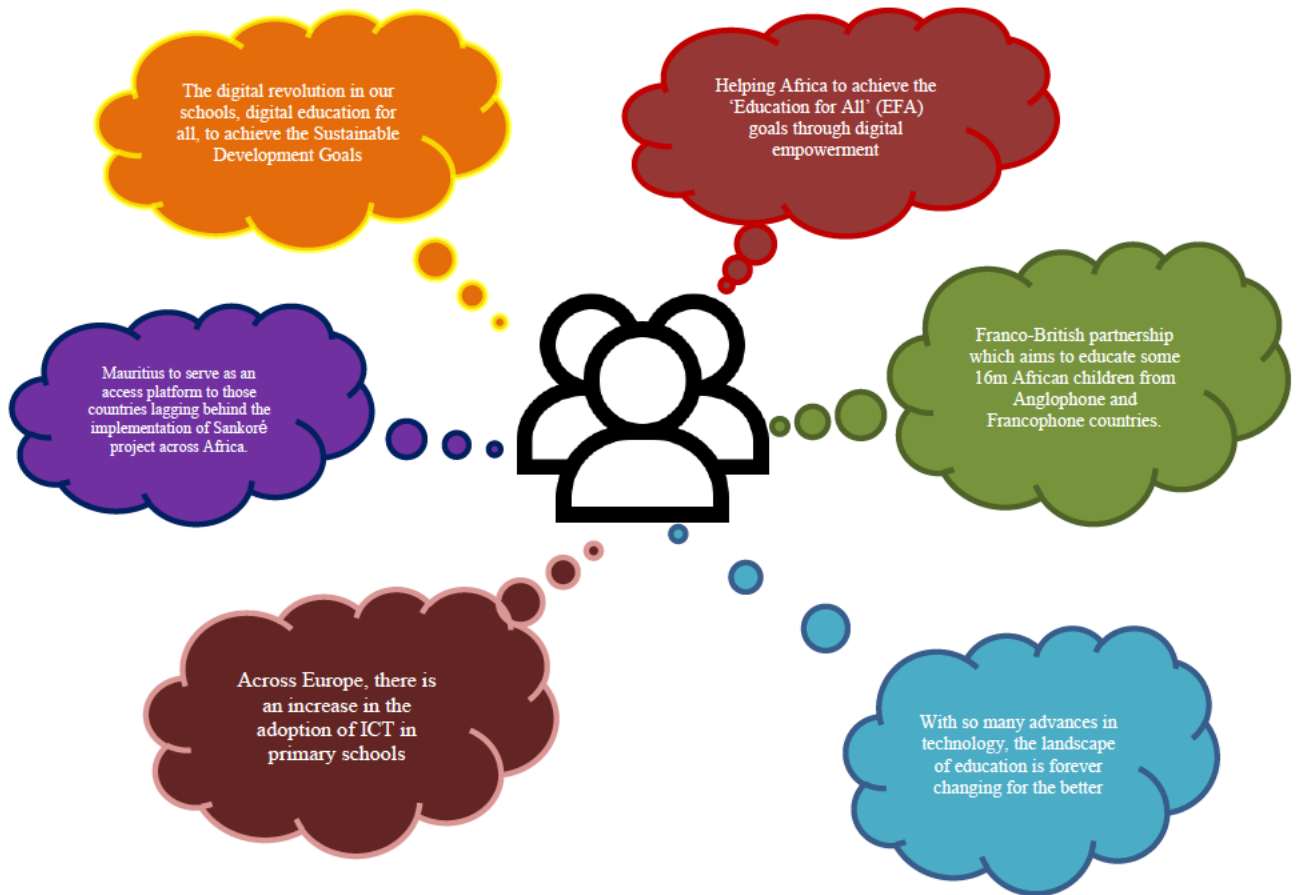 The digital revolution in our
schools, digital education for
all, to achieve the Sustainable
Development Goals
Helping Africa to achieve the
‘Education for All’ (EFA)
goals through digital
empowerment
Mauritius to serve as an
access platform to those
countries lagging behind the
implementation of Sankoré
project across Africa.
Franco-British partnership
which aims to educate some
16m African children from
Anglophone and
Francophone countries.
Across Europe, there is
an increase in the
adoption of ICT in
primary schools
With so many advances in
technology, the landscape
of education is forever
changing for the better